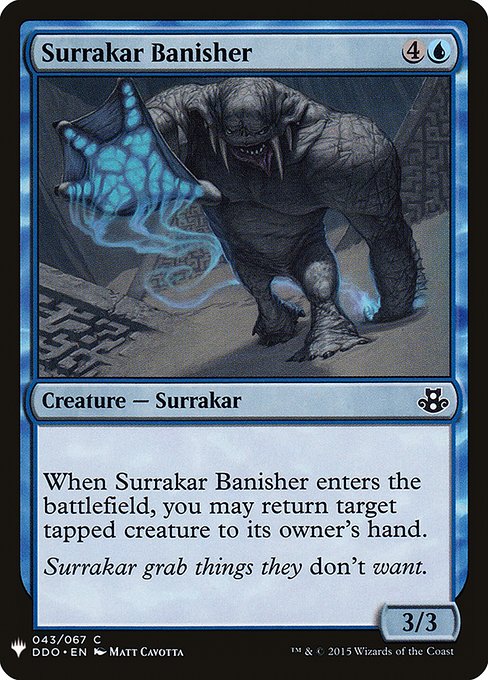 Surrakar Banisher 4
Creature — Surrakar
When Surrakar Banisher enters the
battlefield, you may return target
tapped creature to its owner's hand.
Surrakar grab things they don't want.
3/3
043/067 C
DDO • EN Matt Cavotta
™ & © 2015 Wizards of the Coast